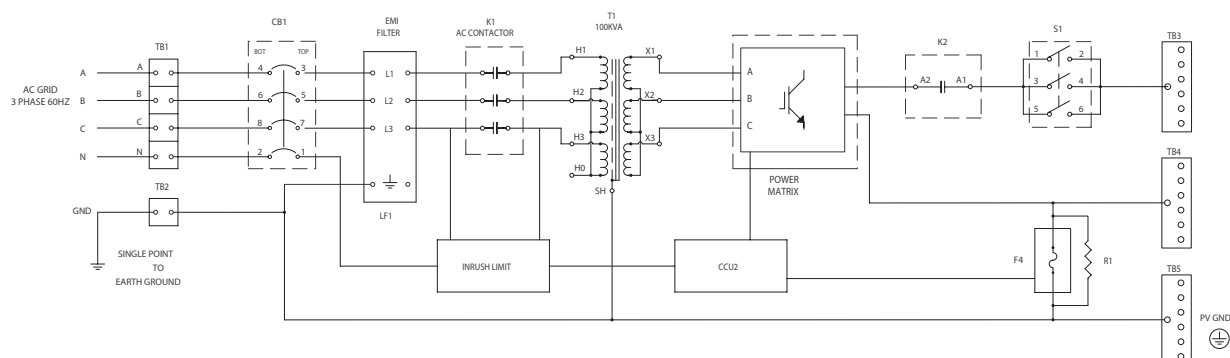 T1
100KVA
CB1
EMI
FILTER
K1
AC CONTACTOR
S1
TB3
K2
TB1
BOT
TOP
H1
X1
1
2
A
A
4
3
L1
A
A2
A1
AC GRID
3 PHASE 60HZ
B
B
6
5
L2
H2
X2
B
3
4
C
C
8
7
L3
H3
X3
C
5
6
N
N
2
1
H0
TB4
TB2
SH
POWER
MATRIX
GND
LF1
SINGLE POINT
TO
EARTH GROUND
INRUSH LIMIT
CCU2
F4
R1
TB5
PV GND